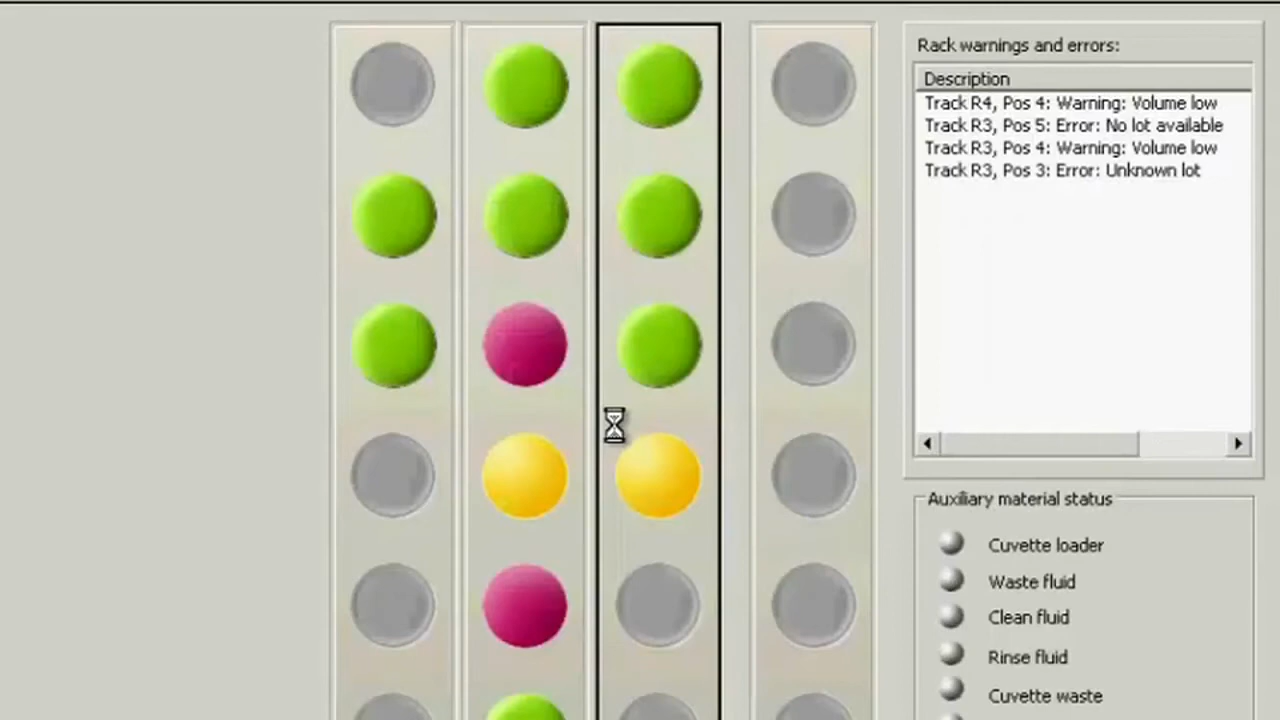 Rack warnings and errors:
Description
Track R4, Pos 4: Warning: Volume low
Track R3, Pos 5: Error: No lot available
Track R3, Pos 4: Warning: Volume low
Track R3, Pos 3: Error: Unknown lot
Auxiliary material status
Cuvette loader
Waste fluid
Clean fluid
Rinse fluid
Cuvette waste